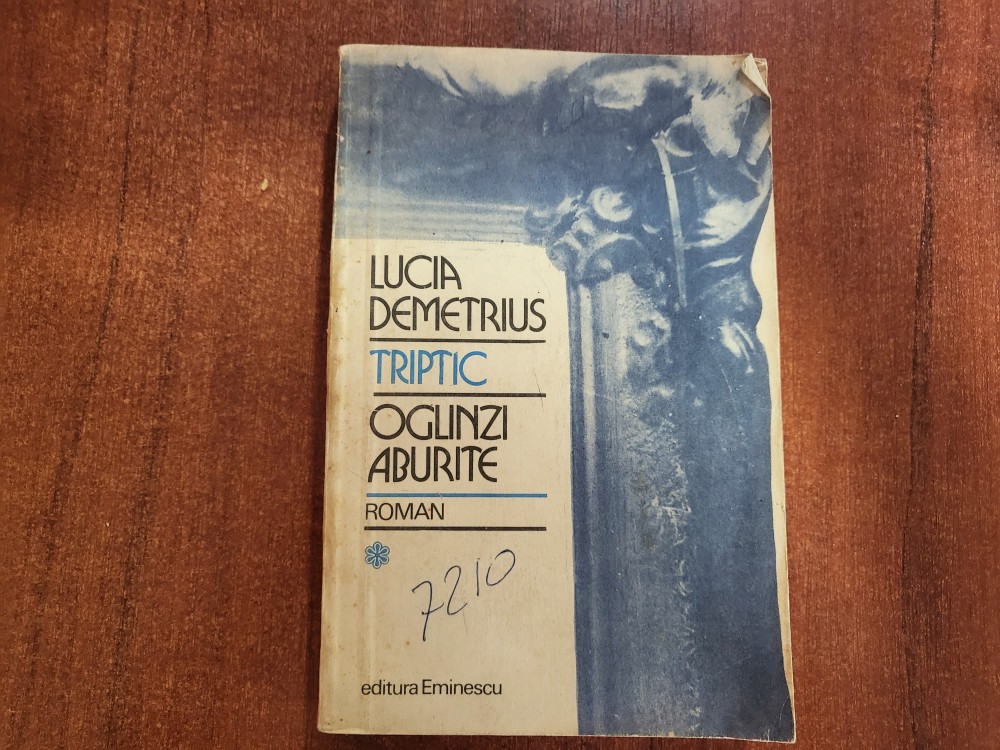 LUCIA
DEMETRIUS
TRIPTIC
OGLINZI
ABURITE
ROMAN
7210
editura Eminescu